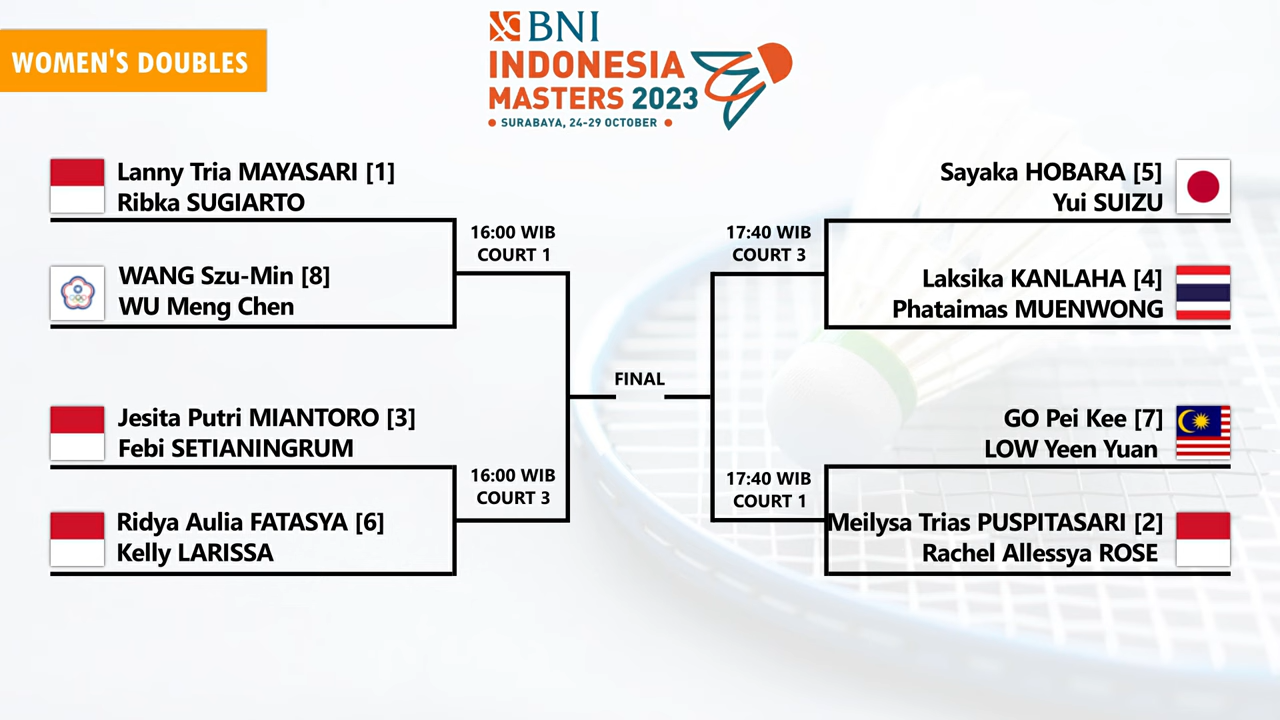 WOMEN'S DOUBLES
BNI
INDONESIA
MASTERS 2023
• SURABAYA, 24-29 OCTOBER •
Lanny Tria MAYASARI [1]
Ribka SUGIARTO
16:00 WIB
COURT 1
WANG Szu-Min [8]
WU Meng Chen
Jesita Putri MIANTORO [3]
Febi SETIANINGRUM
16:00 WIB
COURT 3
Ridya Aulia FATASYA [6]
Kelly LARISSA
FINAL
Sayaka HOBARA [5]
Yui SUIZU
17:40 WIB
COURT 3
Laksika KANLAHA [4]
Phataimas MUENWONG
GO Pei Kee [7]
LOW Yeen Yuan
17:40 WIB
COURT 1
Meilysa Trias PUSPITASARI [2]
Rachel Allessya ROSE